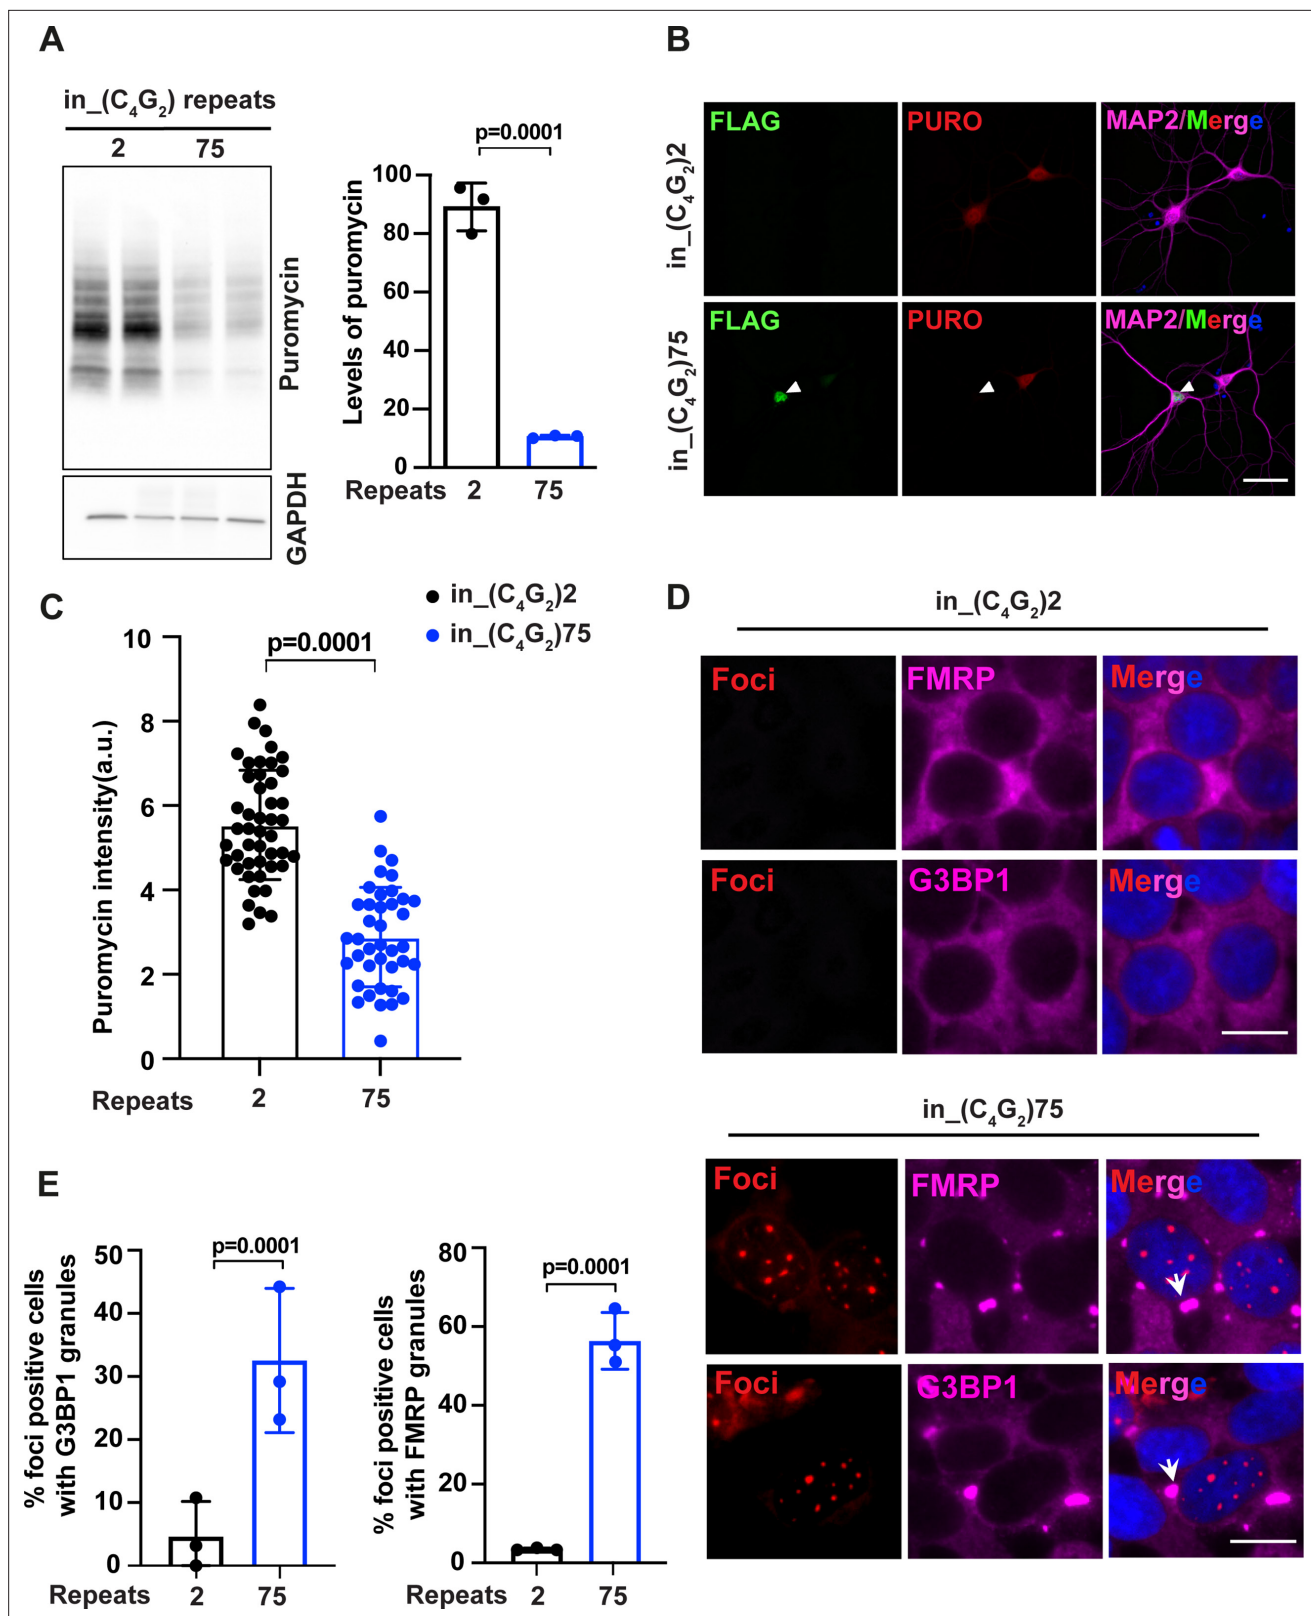 A
in_(C₄G₂) repeats
2 75
Puromycin
GAPDH
p=0.0001
Levels of puromycin
100
80
60
40
20
0
Repeats 2 75
B
in_(C₄G₂)2
FLAG
PURO
MAP2/Merge
in_(C₄G₂)75
FLAG
PURO
MAP2/Merge
C
in_(C₄G₂)2
in_(C₄G₂)75
p=0.0001
Puromycin intensity(a.u.)
10
8
6
4
2
0
Repeats 2 75
D
in_(C₄G₂)2
Foci
FMRP
Merge
Foci
G3BP1
Merge
in_(C₄G₂)75
Foci
FMRP
Merge
Foci
G3BP1
Merge
E
% foci positive cells
with G3BP1 granules
50
40
30
20
10
0
p=0.0001
Repeats 2 75
% foci positive cells
with FMRP granules
80
60
40
20
0
p=0.0001
Repeats 2 75